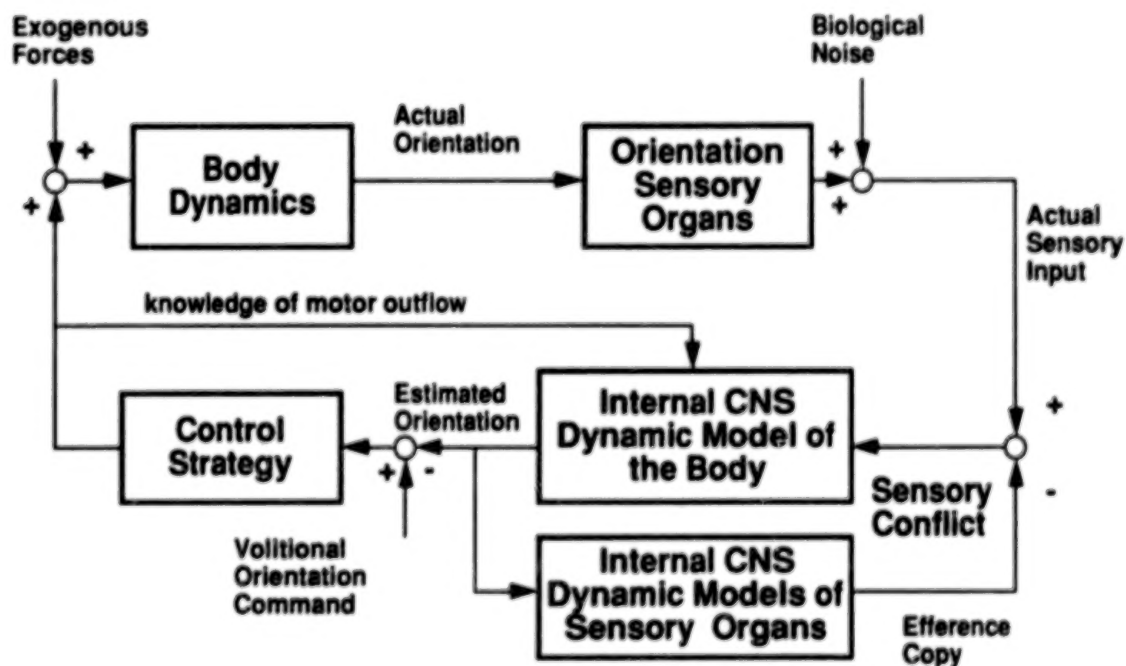 Exogenous
Forces
Biological
Noise
+
+
Body
Dynamics
Actual
Orientation
Orientation
Sensory
Organs
+
+
Actual
Sensory
Input
knowledge of motor outflow
Control
Strategy
Estimated
Orientation
+
-
Volitional
Orientation
Command
Internal CNS
Dynamic Model of
the Body
+
-
Sensory
Conflict
Internal CNS
Dynamic Models of
Sensory Organs
Efference
Copy